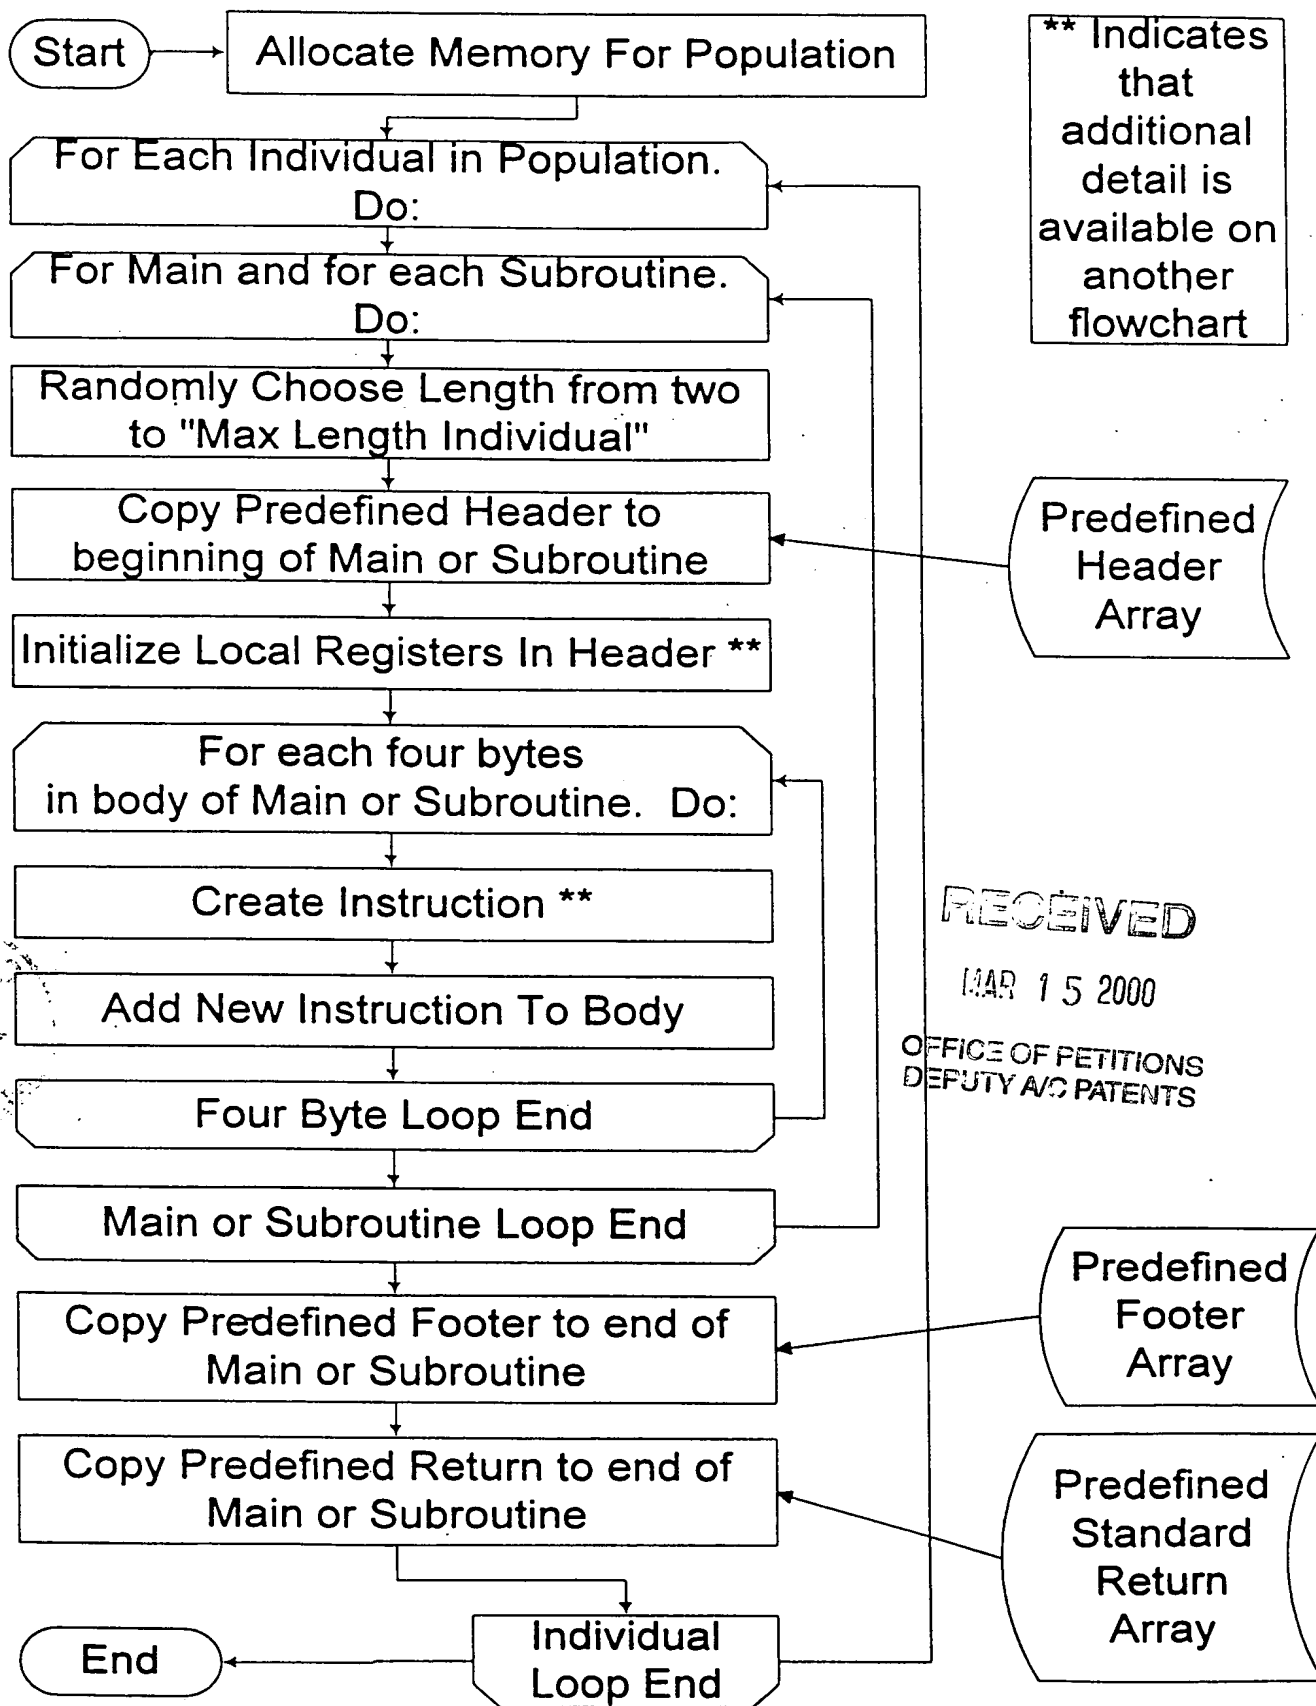 Start
Allocate Memory For Population
** Indicates
that
additional
detail is
available on
another
flowchart
For Each Individual in Population.
Do:
For Main and for each Subroutine.
Do:
Randomly Choose Length from two
to "Max Length Individual"
Copy Predefined Header to
beginning of Main or Subroutine
Predefined
Header
Array
Initialize Local Registers In Header **
For each four bytes
in body of Main or Subroutine. Do:
Create Instruction **
RECEIVED
MAR 15 2000
OFFICE OF PETITIONS
DEPUTY A/C PATENTS
Add New Instruction To Body
Four Byte Loop End
Main or Subroutine Loop End
Copy Predefined Footer to end of
Main or Subroutine
Predefined
Footer
Array
Copy Predefined Return to end of
Main or Subroutine
Predefined
Standard
Return
Array
Individual
Loop End
End